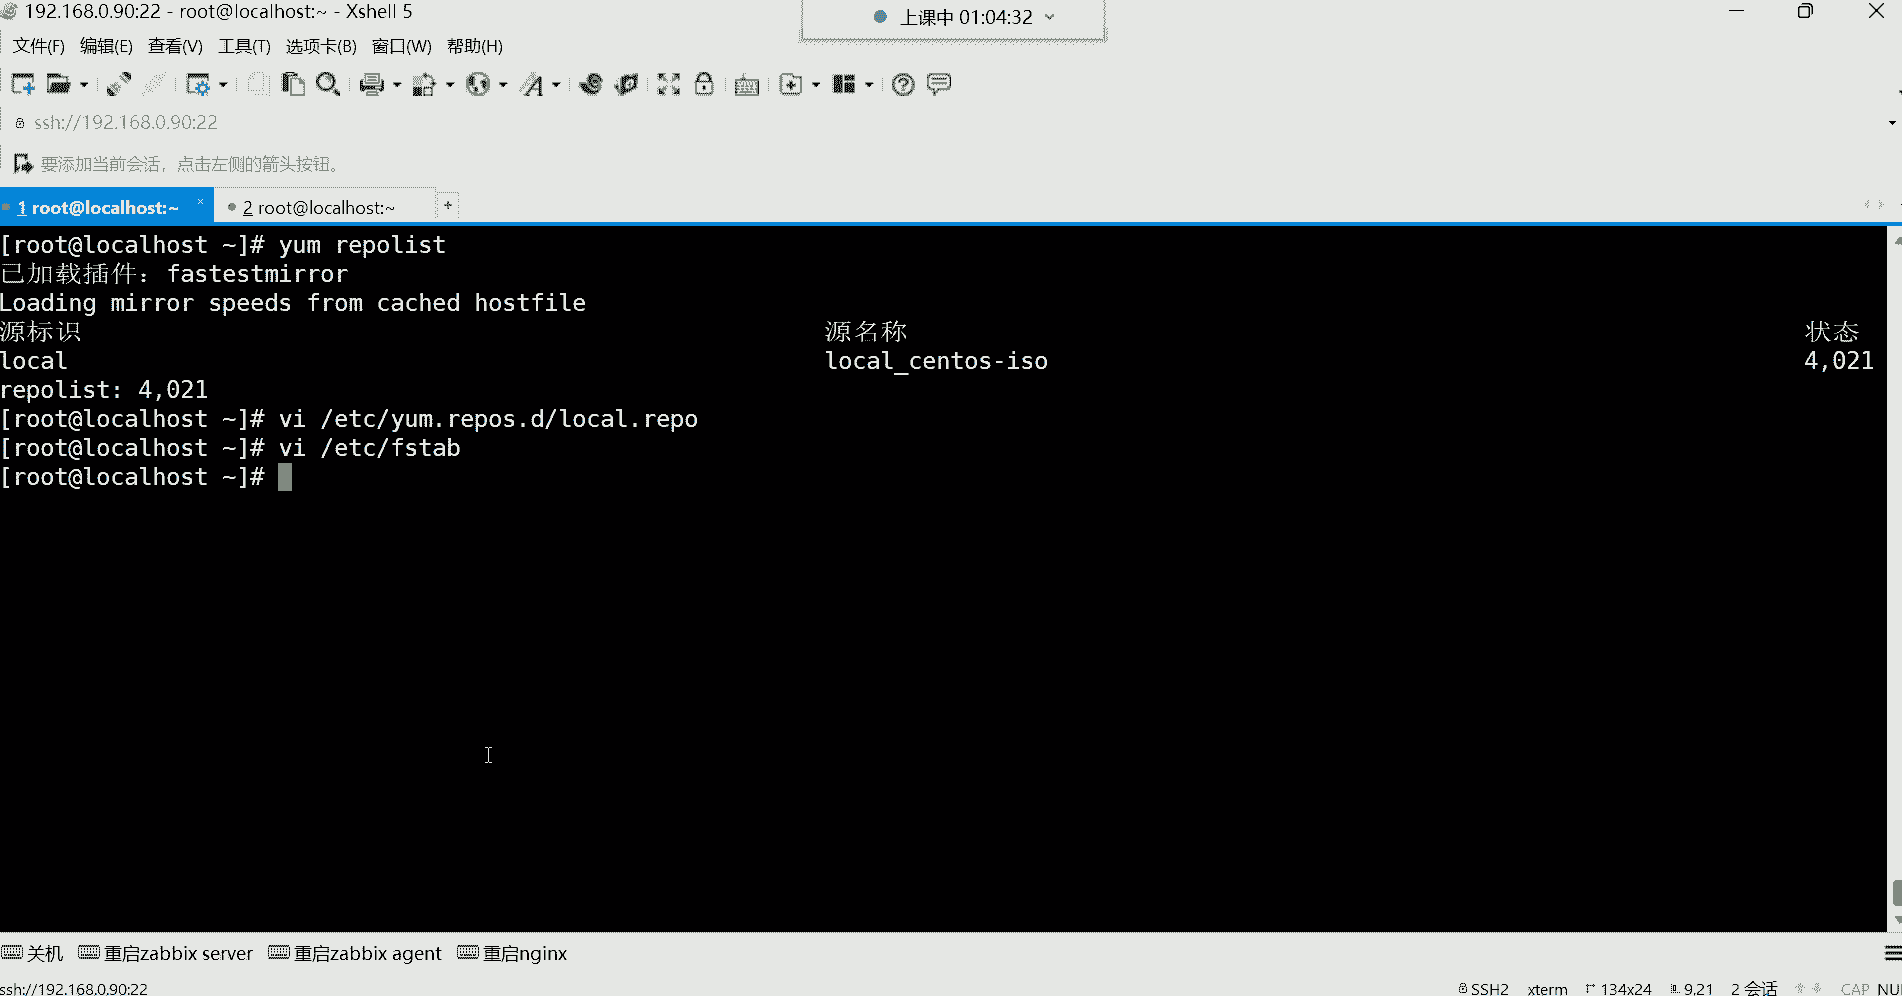 192.168.0.90:22 - root@localhost:~ - Xshell 5
上课中 01:04:32
文件(F) 编辑(E) 查看(V) 工具(T) 选项卡(B) 窗口(W) 帮助(H)
ssh://192.168.0.90:22
要添加当前会话，点击左侧的箭头按钮。
1 root@localhost:~ × 2 root@localhost:~ +
[root@localhost ~]# yum repolist
已加载插件：fastestmirror
Loading mirror speeds from cached hostfile
源标识 源名称 状态
local local_centos-iso 4,021
repolist: 4,021
[root@localhost ~]# vi /etc/yum.repos.d/local.repo
[root@localhost ~]# vi /etc/fstab
[root@localhost ~]#
关机 重启zabbix server 重启zabbix agent 重启nginx
ssh://192.168.0.90:22 SSH2 xterm 134x24 9,21 2 会话 CAP NU